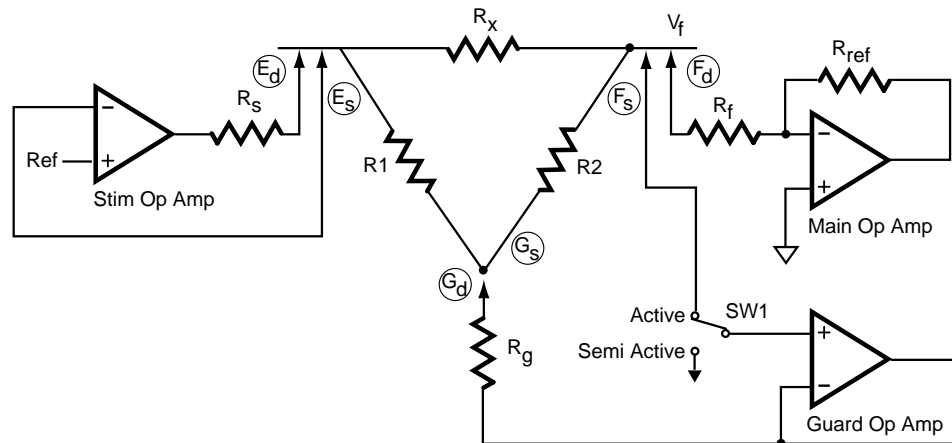 Rx
Vf
Ed
Es
Fs
Fd
Rref
Rs
Rf
−
+
Ref
Stim Op Amp
R1
R2
−
+
Main Op Amp
Gs
Gd
Rg
Active
SW1
Semi Active
+
−
Guard Op Amp